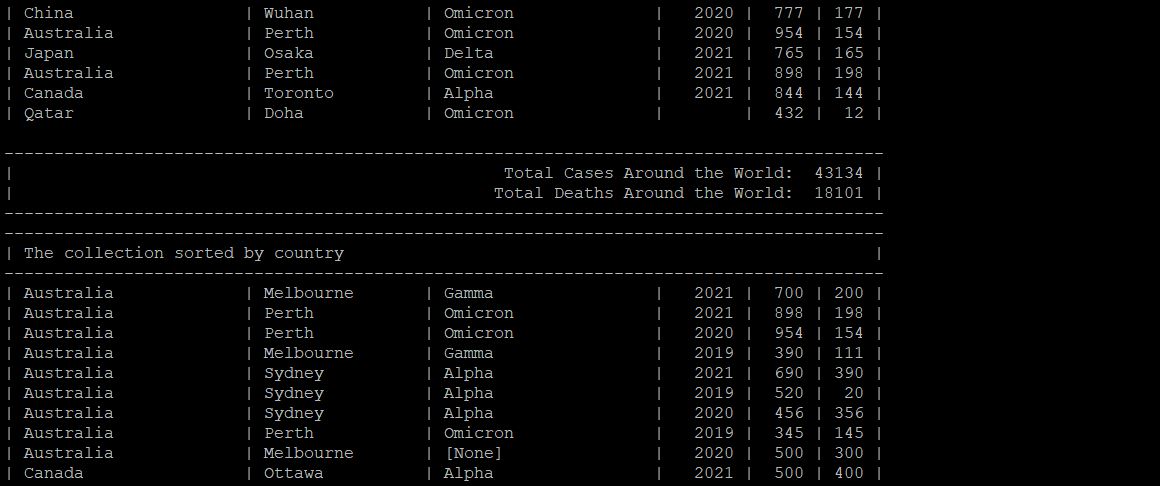 | China                 | Wuhan           | Omicron              |   2020 |  777 | 177 |
| Australia             | Perth           | Omicron              |   2020 |  954 | 154 |
| Japan                 | Osaka           | Delta                |   2021 |  765 | 165 |
| Australia             | Perth           | Omicron              |   2021 |  898 | 198 |
| Canada                | Toronto         | Alpha                |   2021 |  844 | 144 |
| Qatar                 | Doha            | Omicron              |        |  432 |  12 |
----------------------------------------------------------------------------------------
|                                                 Total Cases Around the World:  43134 |
|                                                Total Deaths Around the World:  18101 |
----------------------------------------------------------------------------------------
----------------------------------------------------------------------------------------
| The collection sorted by country                                                     |
----------------------------------------------------------------------------------------
| Australia             | Melbourne       | Gamma                |   2021 |  700 | 200 |
| Australia             | Perth           | Omicron              |   2021 |  898 | 198 |
| Australia             | Perth           | Omicron              |   2020 |  954 | 154 |
| Australia             | Melbourne       | Gamma                |   2019 |  390 | 111 |
| Australia             | Sydney          | Alpha                |   2021 |  690 | 390 |
| Australia             | Sydney          | Alpha                |   2019 |  520 |  20 |
| Australia             | Sydney          | Alpha                |   2020 |  456 | 356 |
| Australia             | Perth           | Omicron              |   2019 |  345 | 145 |
| Australia             | Melbourne       | [None]               |   2020 |  500 | 300 |
| Canada                | Ottawa          | Alpha                |   2021 |  500 | 400 |